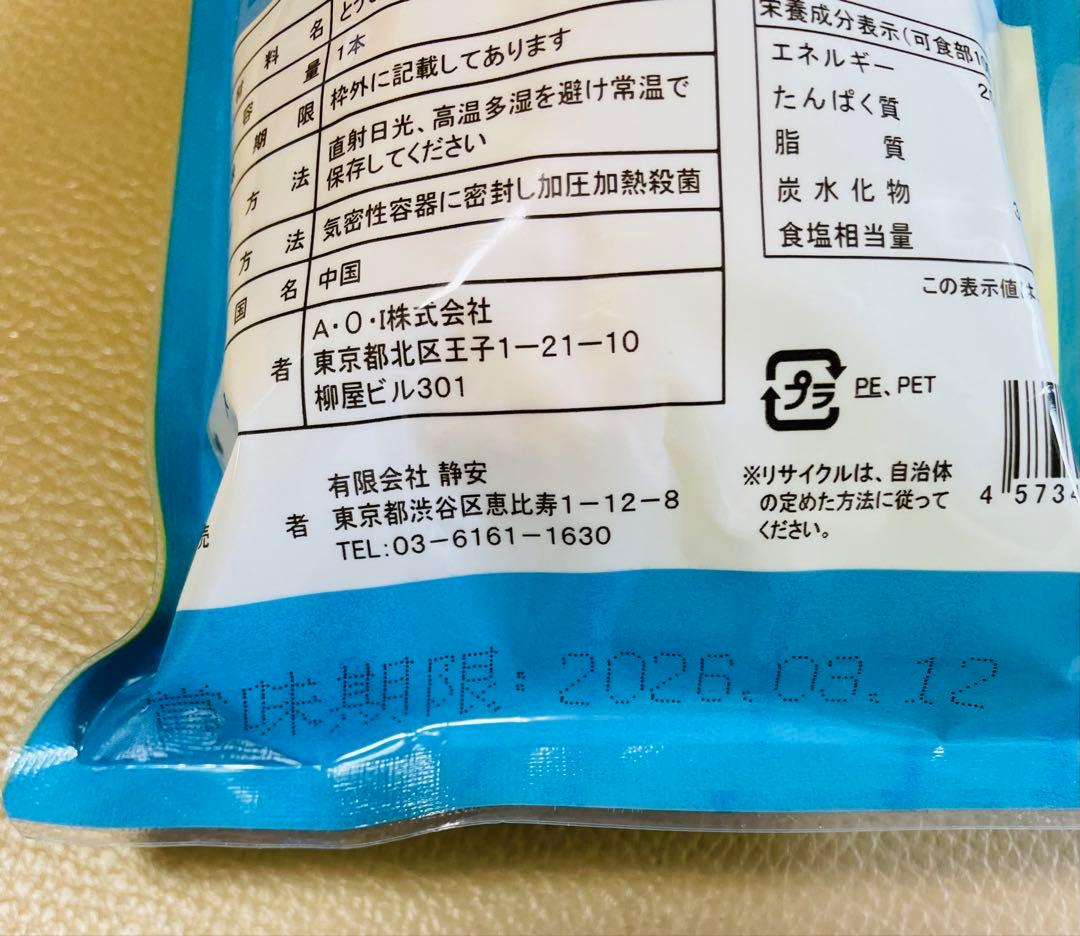 料 名 とう
容 量 1本
期 限 枠外に記載してあります
方 法 直射日光、高温多湿を避け常温で
保存してください
方 法 気密性容器に密封し加圧加熱殺菌
国 名 中国
者 A・O・I株式会社
東京都北区王子1-21-10
柳屋ビル301
売 者 有限会社 静安
東京都渋谷区恵比寿1-12-8
TEL:03-6161-1630
栄養成分表示(可食部
エネルギー 2
たんぱく質
脂 質
炭水化物 3
食塩相当量
この表示値
プラ PE、PET
※リサイクルは、自治体
の定めた方法に従って
ください。
4 573
賞味期限:2026.03.12